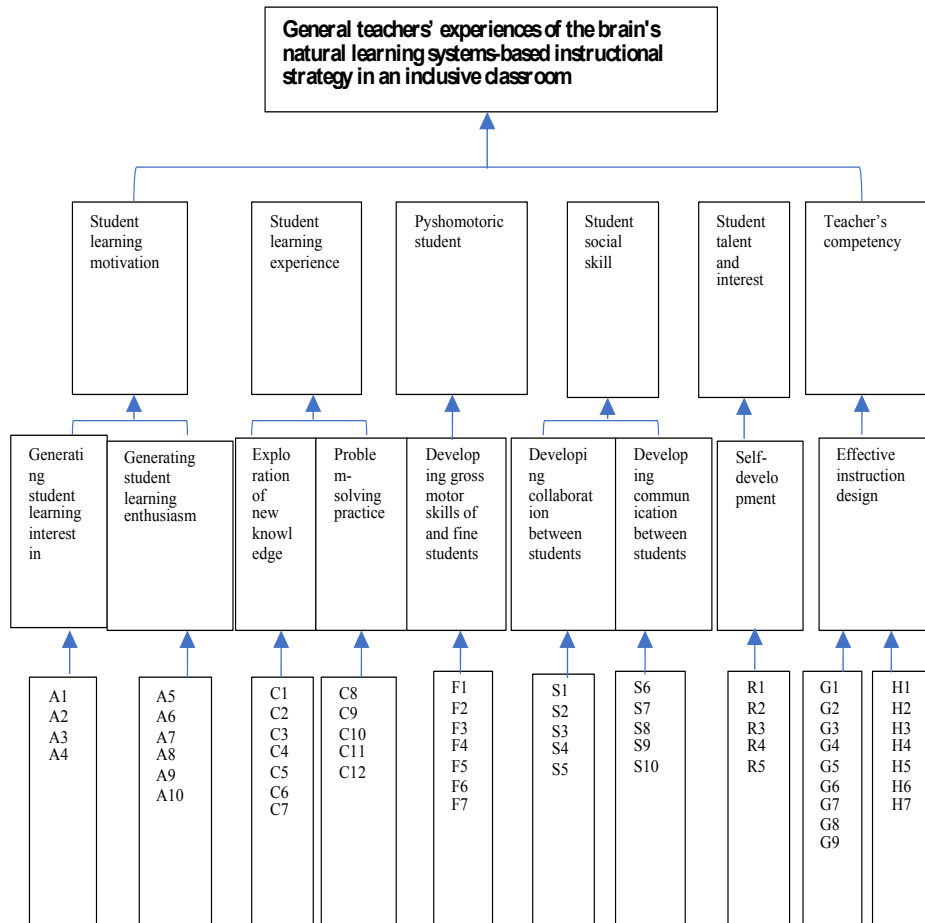 General teachers’ experiences of the brain's
natural learning systems-based instructional
strategy in an inclusive classroom
Student
learning
motivation
Student
learning
experience
Pyshomotoric
student
Student
social
skill
Student
talent
and
interest
Teacher’s
competency
Generati
ng
student
learning
interest
in
Generating
student
learning
enthusiasm
Explo
ration
of
new
knowl
edge
Proble
m-
solving
practice
Develop
ing gross
motor
skills of
and fine
students
Developi
ng
collaborat
ion
between
students
Develop
ing
commun
ication
between
students
Self-
develo
pment
Effective
instruction
design
A1
A2
A3
A4
A5
A6
A7
A8
A9
A10
C1
C2
C3
C4
C5
C6
C7
C8
C9
C10
C11
C12
F1
F2
F3
F4
F5
F6
F7
S1
S2
S3
S4
S5
S6
S7
S8
S9
S10
R1
R2
R3
R4
R5
G1
G2
G3
G4
G5
G6
G7
G8
G9
H1
H2
H3
H4
H5
H6
H7